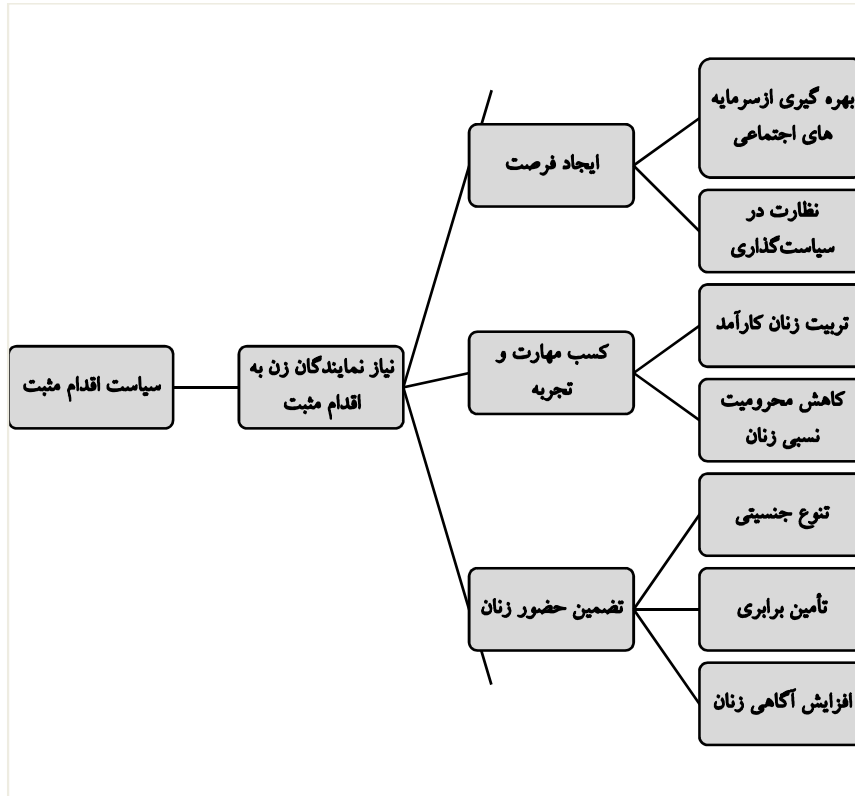 بهره گیری ازسرمایه
های اجتماعی
نظارت در
سیاست‌گذاری
ایجاد فرصت
تربیت زنان کارآمد
کاهش محرومیت
نسبی زنان
کسب مهارت و
تجربه
تنوع جنسیتی
تأمین برابری
افزایش آگاهی زنان
تضمین حضور زنان
نیاز نمایندگان زن به
اقدام مثبت
سیاست اقدام مثبت